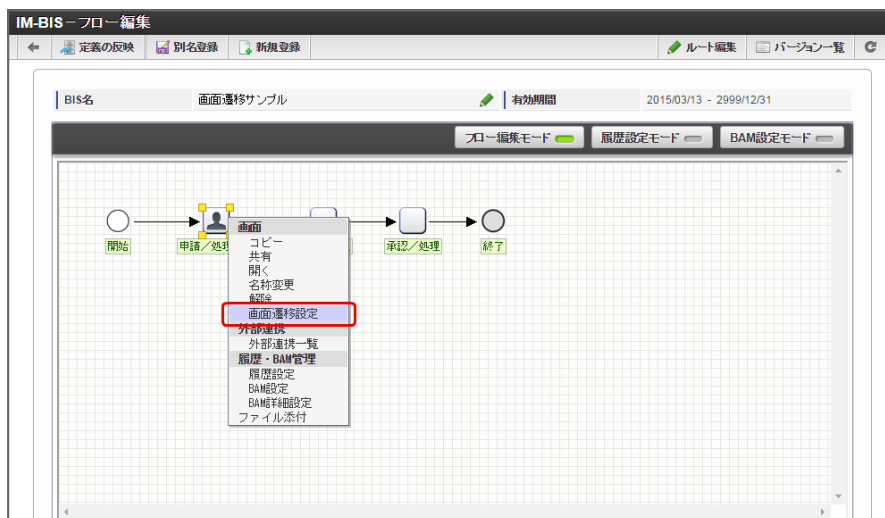 IM-BIS－フロー編集
定義の反映 別名登録 新規登録 ルート編集 バージョン一覧
BIS名 画面遷移サンプル 有効期間 2015/03/13 - 2999/12/31
フロー編集モード 履歴設定モード BAM設定モード
開始 申請／処理 承認／処理 終了
画面
コピー
共有
開く
名称変更
解除
画面遷移設定
外部連携
外部連携一覧
履歴・BAM管理
履歴設定
BAM設定
BAM詳細設定
ファイル添付